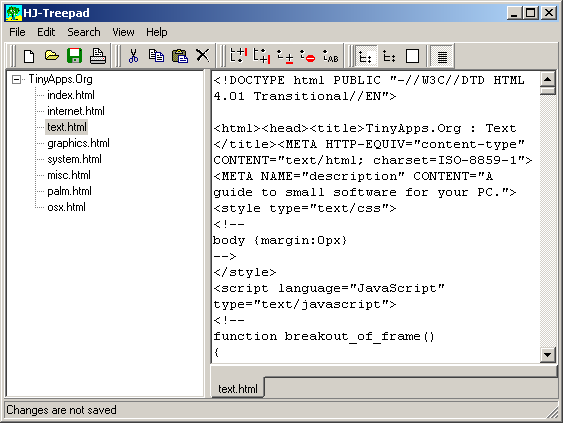 HJ-Treepad
File Edit Search View Help
AB
TinyApps.Org
index.html
internet.html
text.html
graphics.html
system.html
misc.html
palm.html
osx.html
<!DOCTYPE html PUBLIC "-//W3C//DTD HTML
4.01 Transitional//EN">
<html><head><title>TinyApps.Org : Text
</title><META HTTP-EQUIV="content-type"
CONTENT="text/html; charset=ISO-8859-1">
<META NAME="description" CONTENT="A
guide to small software for your PC.">
<style type="text/css">
<!--
body {margin:0px}
-->
</style>
<script language="JavaScript"
type="text/javascript">
<!--
function breakout_of_frame()
{
text.html
Changes are not saved